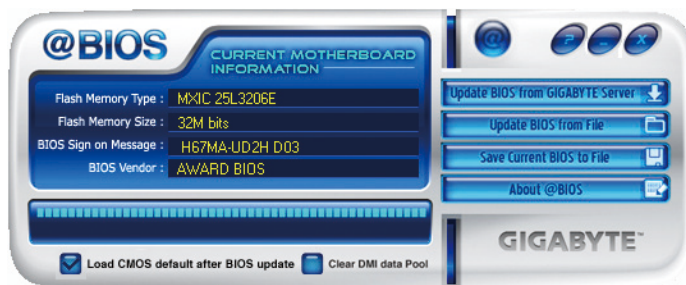 @BIOS
CURRENT MOTHERBOARD
INFORMATION
Flash Memory Type : MXIC 25L3206E
Flash Memory Size : 32M bits
BIOS Sign on Message : H67MA-UD2H D03
BIOS Vendor : AWARD BIOS
Load CMOS default after BIOS update
Clear DMI data Pool
@
? _ X
Update BIOS from GIGABYTE Server
Update BIOS from File
Save Current BIOS to File
About @BIOS
GIGABYTE™